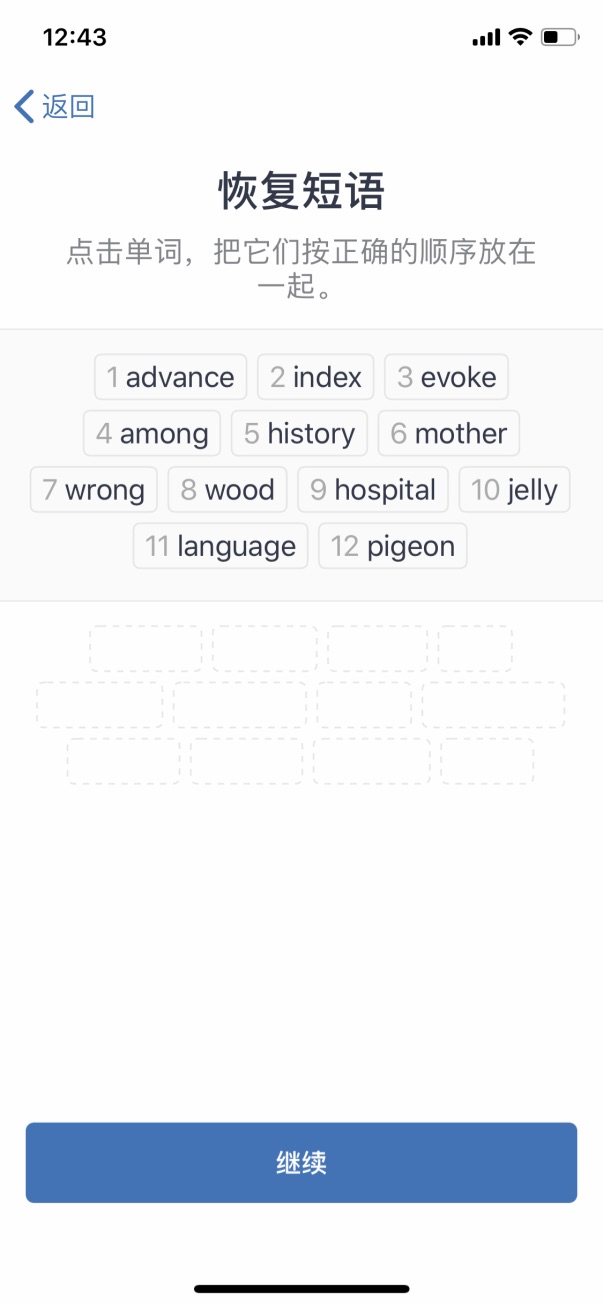 12:43
返回
恢复短语
点击单词，把它们按正确的顺序放在
一起。
1 advance 2 index 3 evoke
4 among 5 history 6 mother
7 wrong 8 wood 9 hospital 10 jelly
11 language 12 pigeon
继续